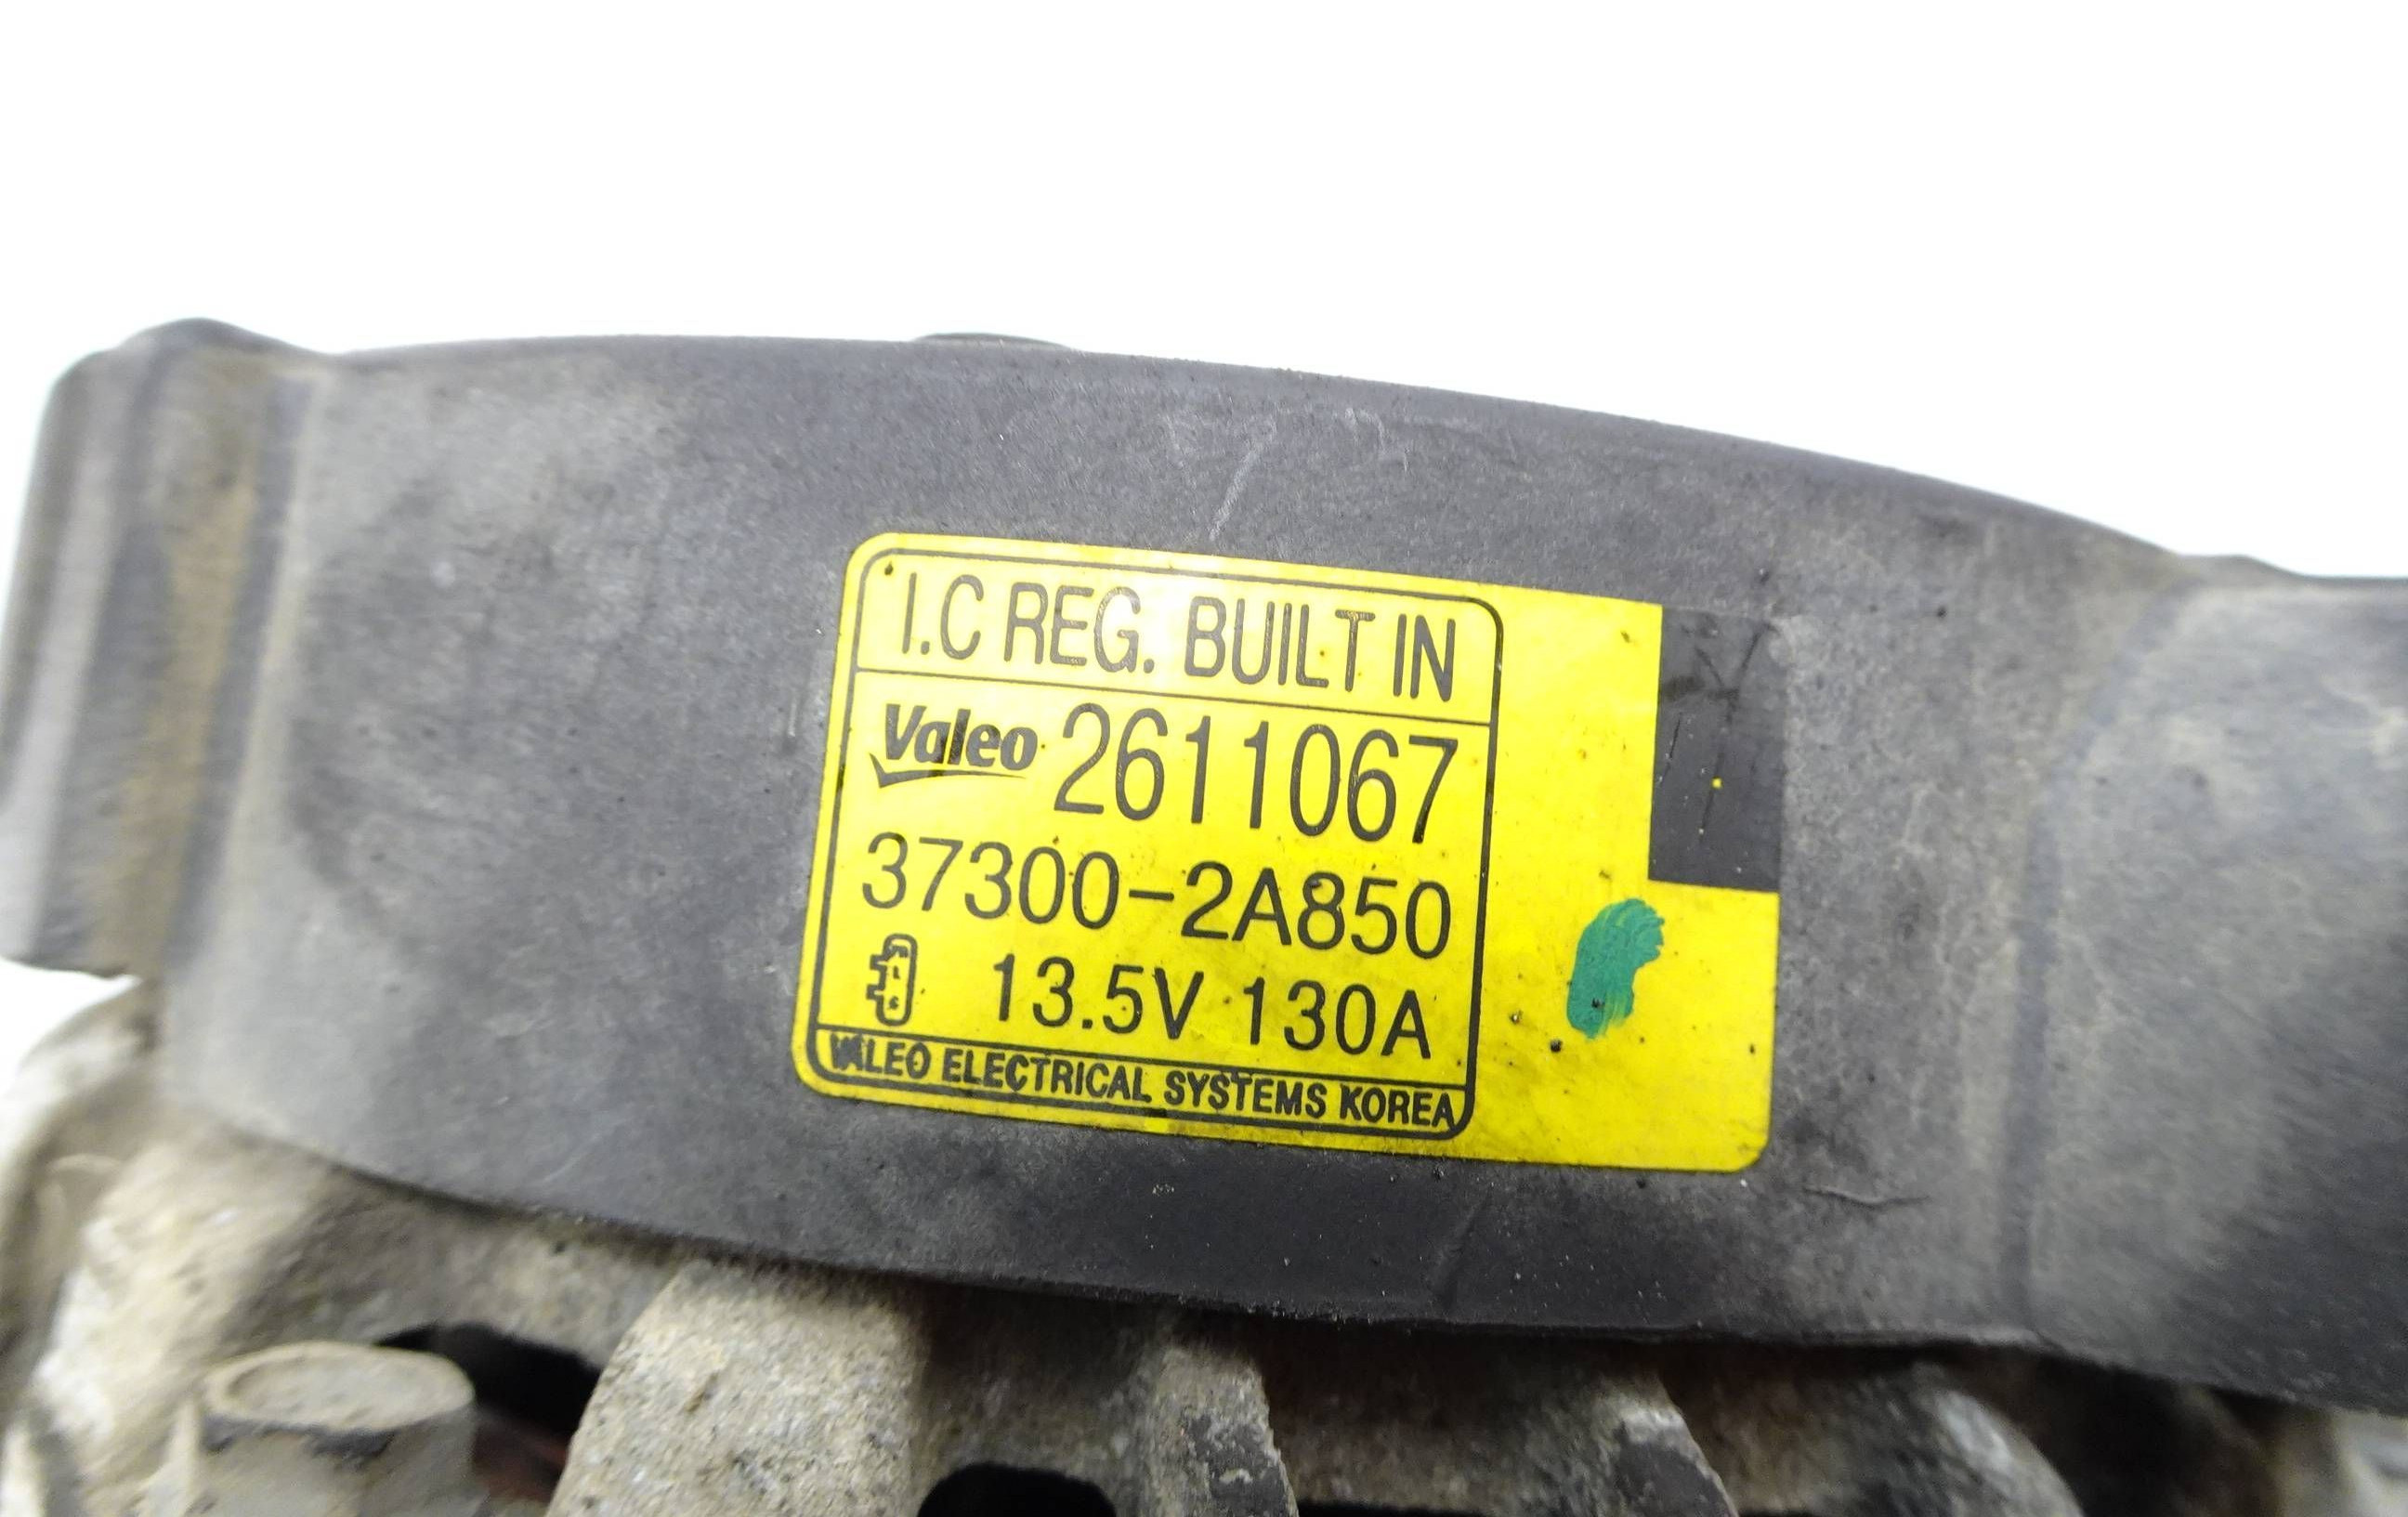 I.C REG. BUILT IN
Valeo 2611067
37300-2A850
13.5V 130A
VALEO ELECTRICAL SYSTEMS KOREA